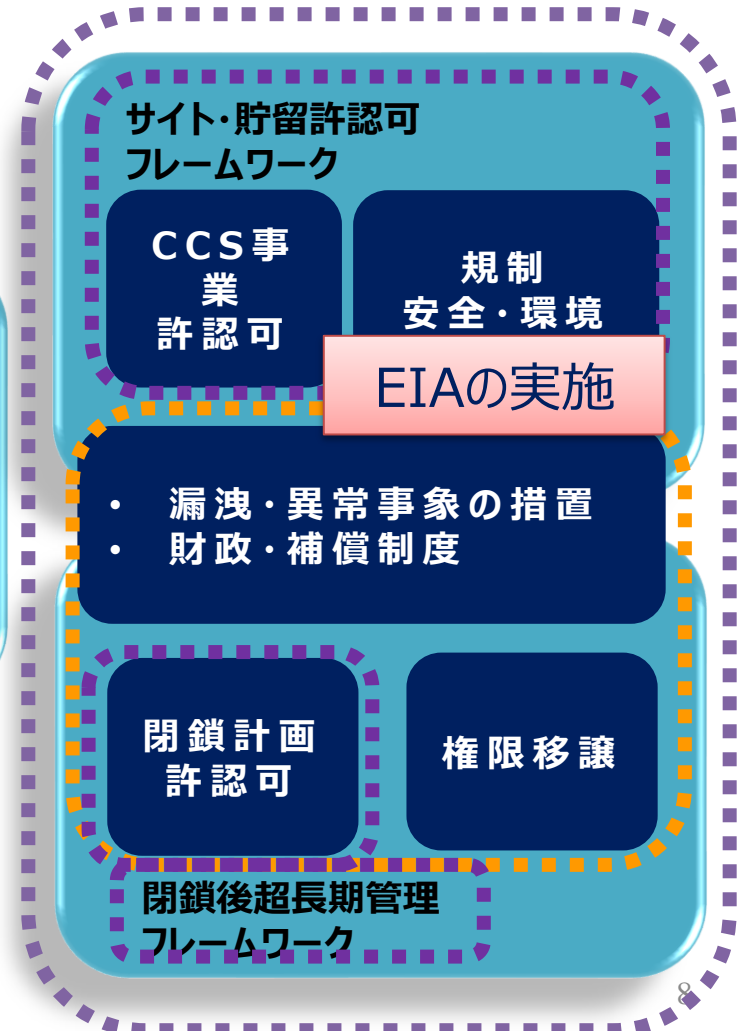 サイト・貯留許認可
フレームワーク
CCS事
業
許認可
規制
安全・環境
EIAの実施
• 漏洩・異常事象の措置
• 財政・補償制度
閉鎖計画
許認可
権限移譲
閉鎖後超長期管理
フレームワーク
8